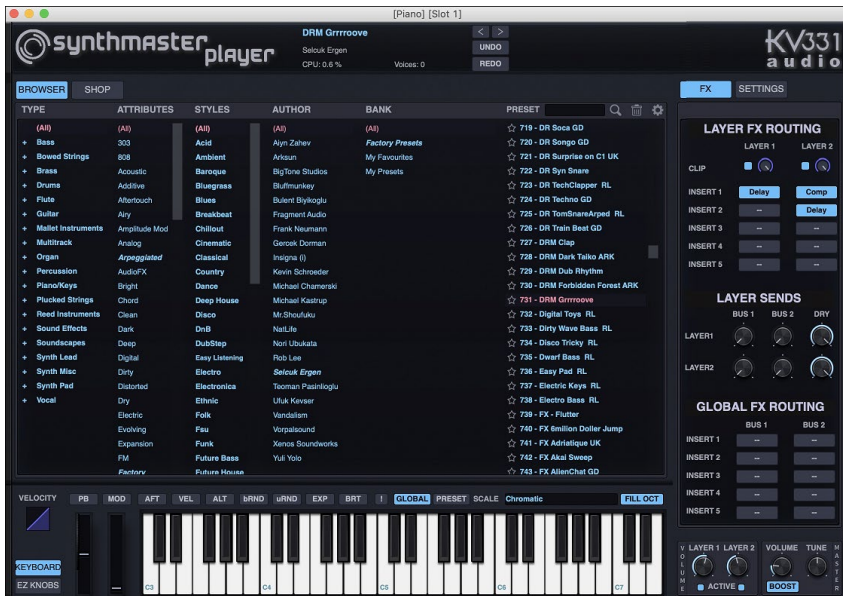 [Piano] [Slot 1]
synthmaster player
DRM Grrrroove
Selcuk Ergen
CPU: 0.6 % Voices: 0
< >
UNDO
REDO
KV331
audio
BROWSER SHOP
TYPE ATTRIBUTES STYLES AUTHOR BANK PRESET
(All) (All) (All) (All) (All) 719 - DR Soca GD
+ Bass 303 Acid Aiyn Zahev Factory Presets 720 - DR Songo GD
+ Bowed Strings 808 Ambient Arksun My Favourites 721 - DR Surprise on C1 UK
+ Brass Acoustic Baroque BigTone Studios My Presets 722 - DR Syn Snare
+ Drums Additive Bluegrass Bluffmunkey 723 - DR TechClapper RL
+ Flute Aftertouch Blues Bulent Biyikoglu 724 - DR Techno GD
+ Guitar Airy Breakbeat Fragment Audio 725 - DR TomSnareArped RL
+ Mallet Instruments Amplitude Mod Chillout Frank Neumann 726 - DR Train Beat GD
+ Multitrack Analog Cinematic Gercek Dorman 727 - DRM Clap
+ Organ Arpeggiated Classical Insigna (i) 728 - DRM Dark Taiko ARK
+ Percussion AudioFX Country Kevin Schroeder 729 - DRM Dub Rhythm
+ Piano/Keys Bright Dance Michael Chamerski 730 - DRM Forbidden Forest ARK
+ Plucked Strings Chord Deep House Michael Kastrup 731 - DRM Grrrroove
+ Reed Instruments Clean Disco Mr.Shoufuku 732 - Digital Toys RL
+ Sound Effects Dark DnB NatLife 733 - Dirty Wave Bass RL
+ Soundscapes Deep DubStep Nori Ubukata 734 - Disco Tricky RL
+ Synth Lead Digital Easy Listening Rob Lee 735 - Dwarf Bass RL
+ Synth Misc Dirty Electro Selcuk Ergen 736 - Easy Pad RL
+ Synth Pad Distorted Electronica Teoman Pasinlioglu 737 - Electric Keys RL
+ Vocal Dry Ethnic Ufuk Kevser 738 - Electro Bass RL
Electric Folk Vandalism 739 - FX - Flutter
Evolving Fsu Vorpalsound 740 - FX 6milion Doller Jump
Expansion Funk Xenos Soundworks 741 - FX Adriatique UK
FM Future Bass Yuli Yolo 742 - FX Akai Sweep
Factory Future House 743 - FX AlienChat GD
FX SETTINGS
LAYER FX ROUTING
LAYER 1 LAYER 2
CLIP
INSERT 1 Delay Comp
INSERT 2 -- Delay
INSERT 3 -- --
INSERT 4 -- --
INSERT 5 -- --
LAYER SENDS
BUS 1 BUS 2 DRY
LAYER1
LAYER2
GLOBAL FX ROUTING
BUS 1 BUS 2
INSERT 1 -- --
INSERT 2 -- --
INSERT 3 -- --
INSERT 4 -- --
INSERT 5 -- --
VELOCITY PB MOD AFT VEL ALT bRND uRND EXP BRT ! GLOBAL PRESET SCALE Chromatic FILL OCT
KEYBOARD
EZ KNOBS
C3 C4 C5 C6 C7
VOLUME
LAYER 1 LAYER 2
ACTIVE
VOLUME TUNE
BOOST
MASTER